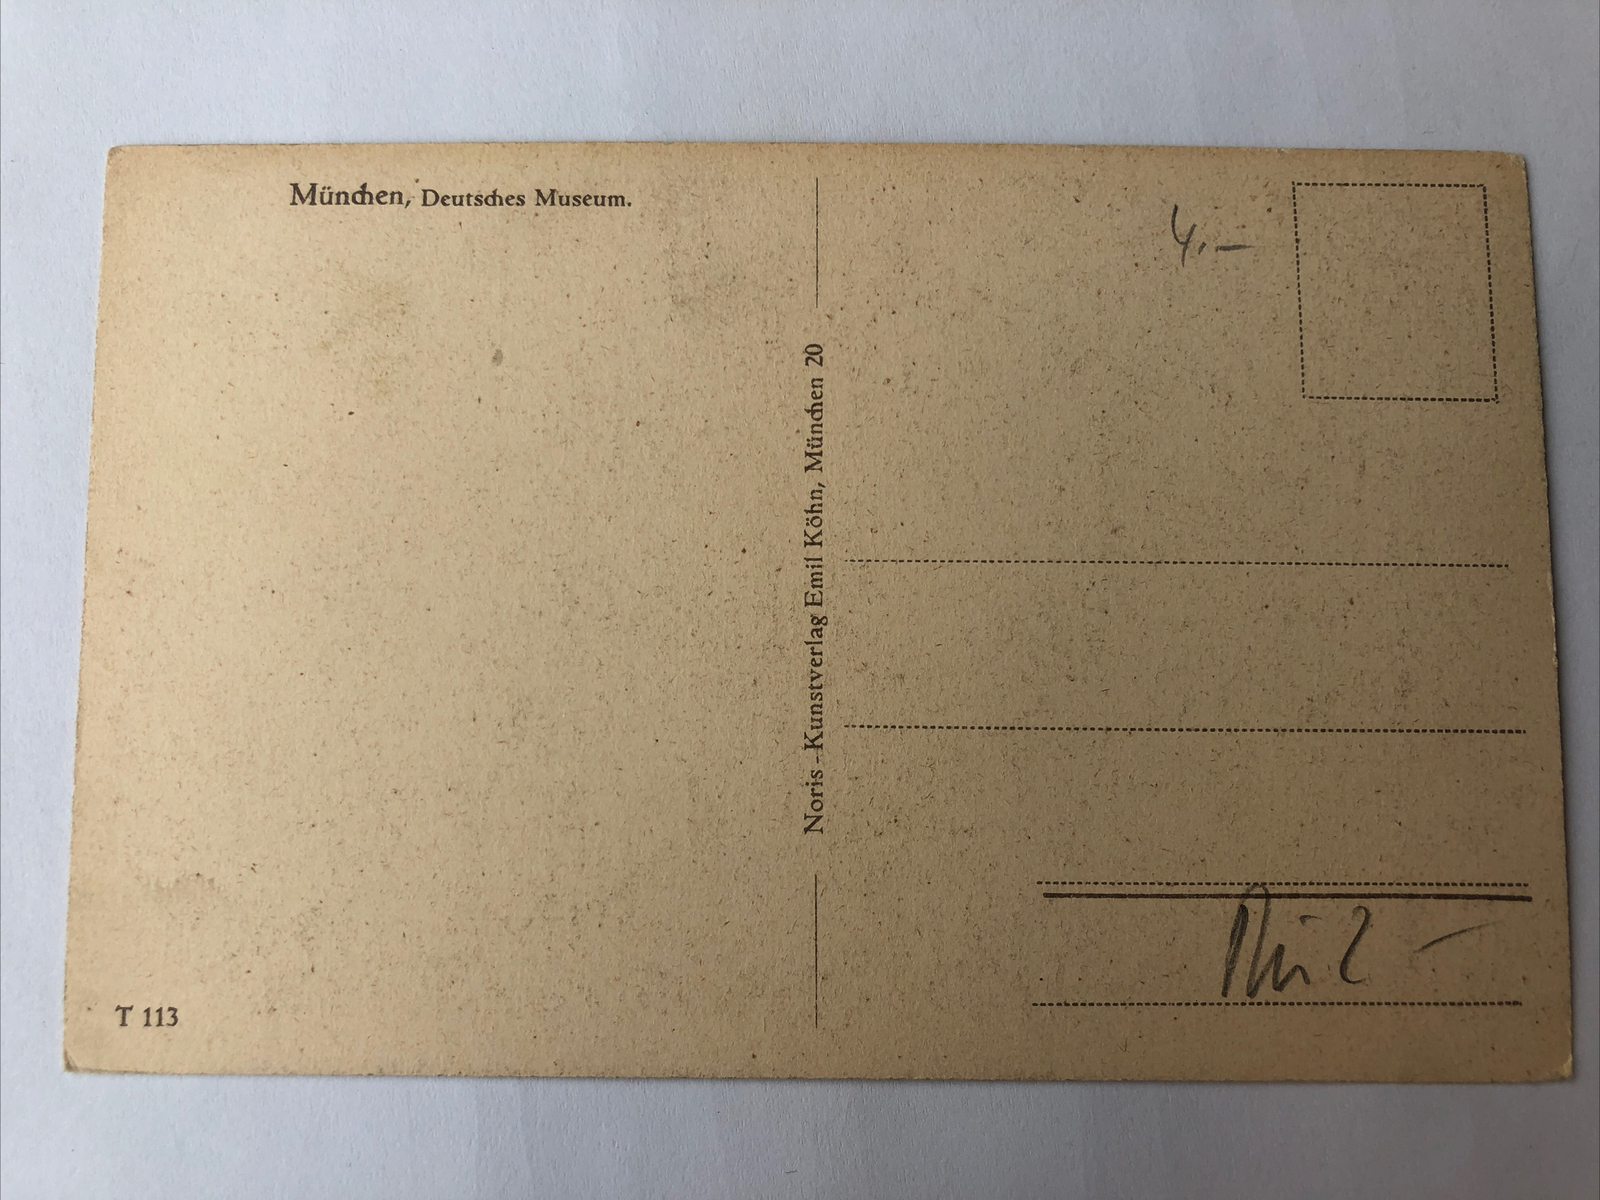 München, Deutsches Museum.
4.–
Noris-Kunstverlag Emil Köhn, München 20
T 113